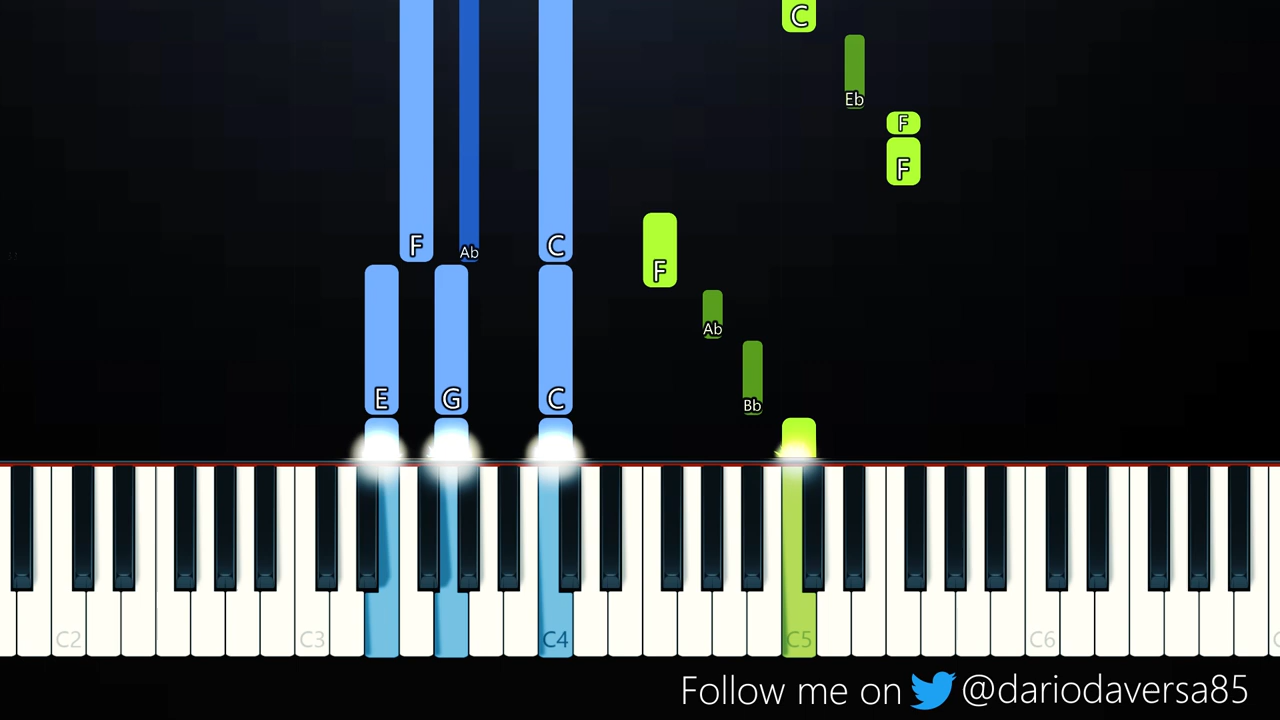 C
Eb
F
F
F Ab C
F
Ab
E G C
Bb
C2 C3 C4 C5 C6
Follow me on @dariodaversa85